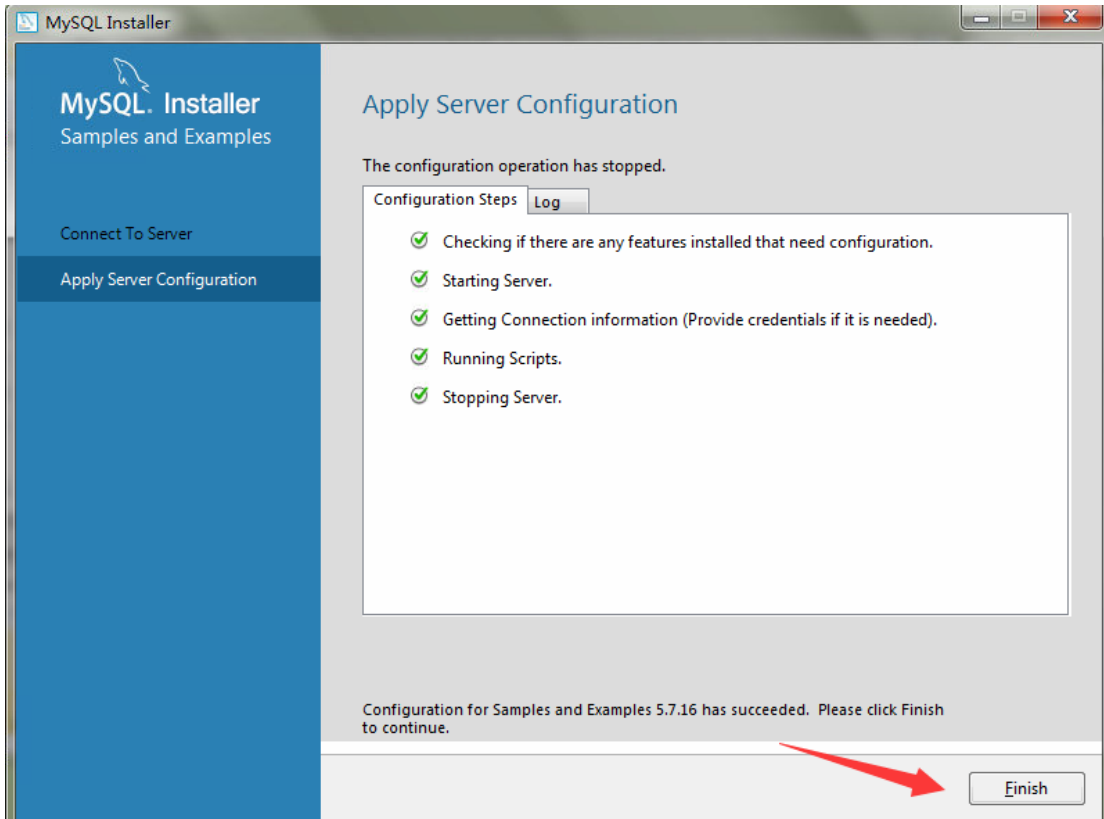 MySQL Installer
MySQL. Installer
Samples and Examples
Connect To Server
Apply Server Configuration
Apply Server Configuration
The configuration operation has stopped.
Configuration Steps
Log
Checking if there are any features installed that need configuration.
Starting Server.
Getting Connection information (Provide credentials if it is needed).
Running Scripts.
Stopping Server.
Configuration for Samples and Examples 5.7.16 has succeeded.  Please click Finish
to continue.
Finish